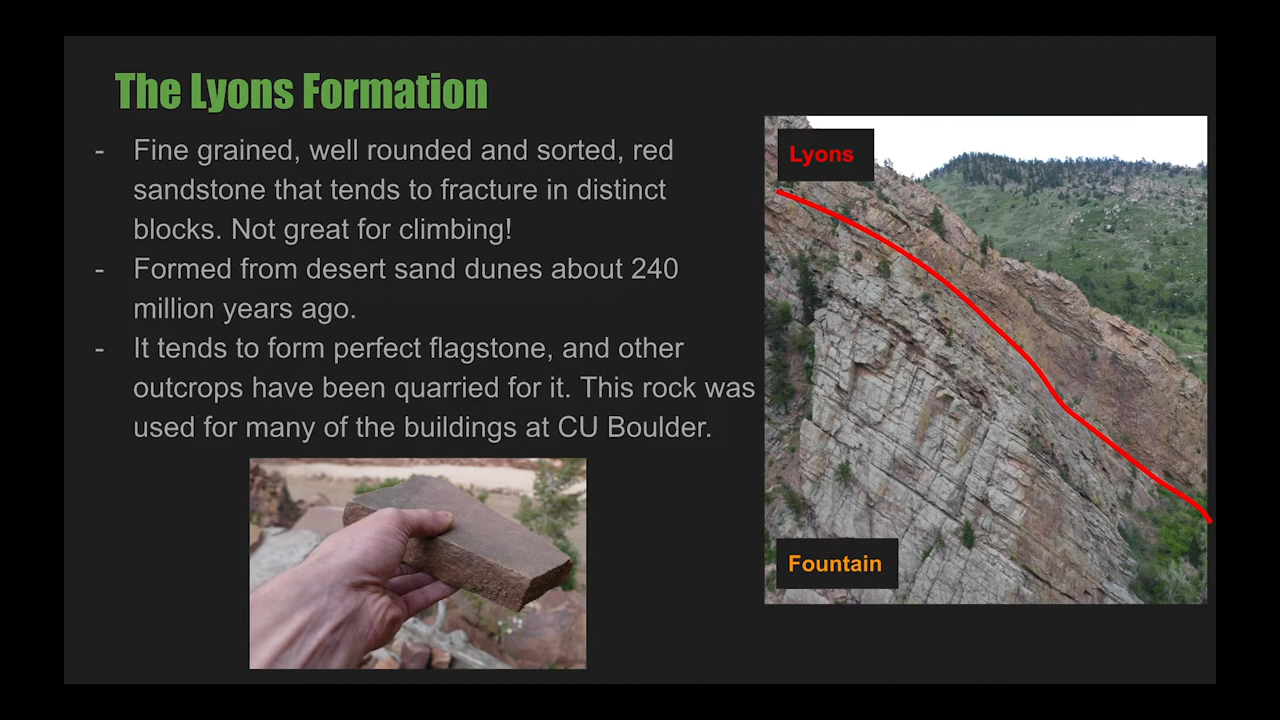 The Lyons Formation
- Fine grained, well rounded and sorted, red
sandstone that tends to fracture in distinct
blocks. Not great for climbing!
- Formed from desert sand dunes about 240
million years ago.
- It tends to form perfect flagstone, and other
outcrops have been quarried for it. This rock was
used for many of the buildings at CU Boulder.
Lyons
Fountain